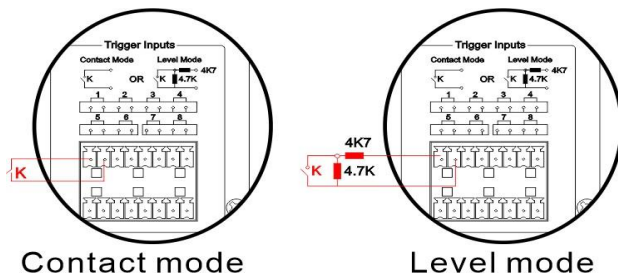 Trigger Inputs
Contact Mode Level Mode
K OR K 4.7K 4K7
1 2 3 4
5 6 7 8
K
Contact mode
Trigger Inputs
Contact Mode Level Mode
K OR K 4.7K 4K7
1 2 3 4
5 6 7 8
4K7
K 4.7K
Level mode